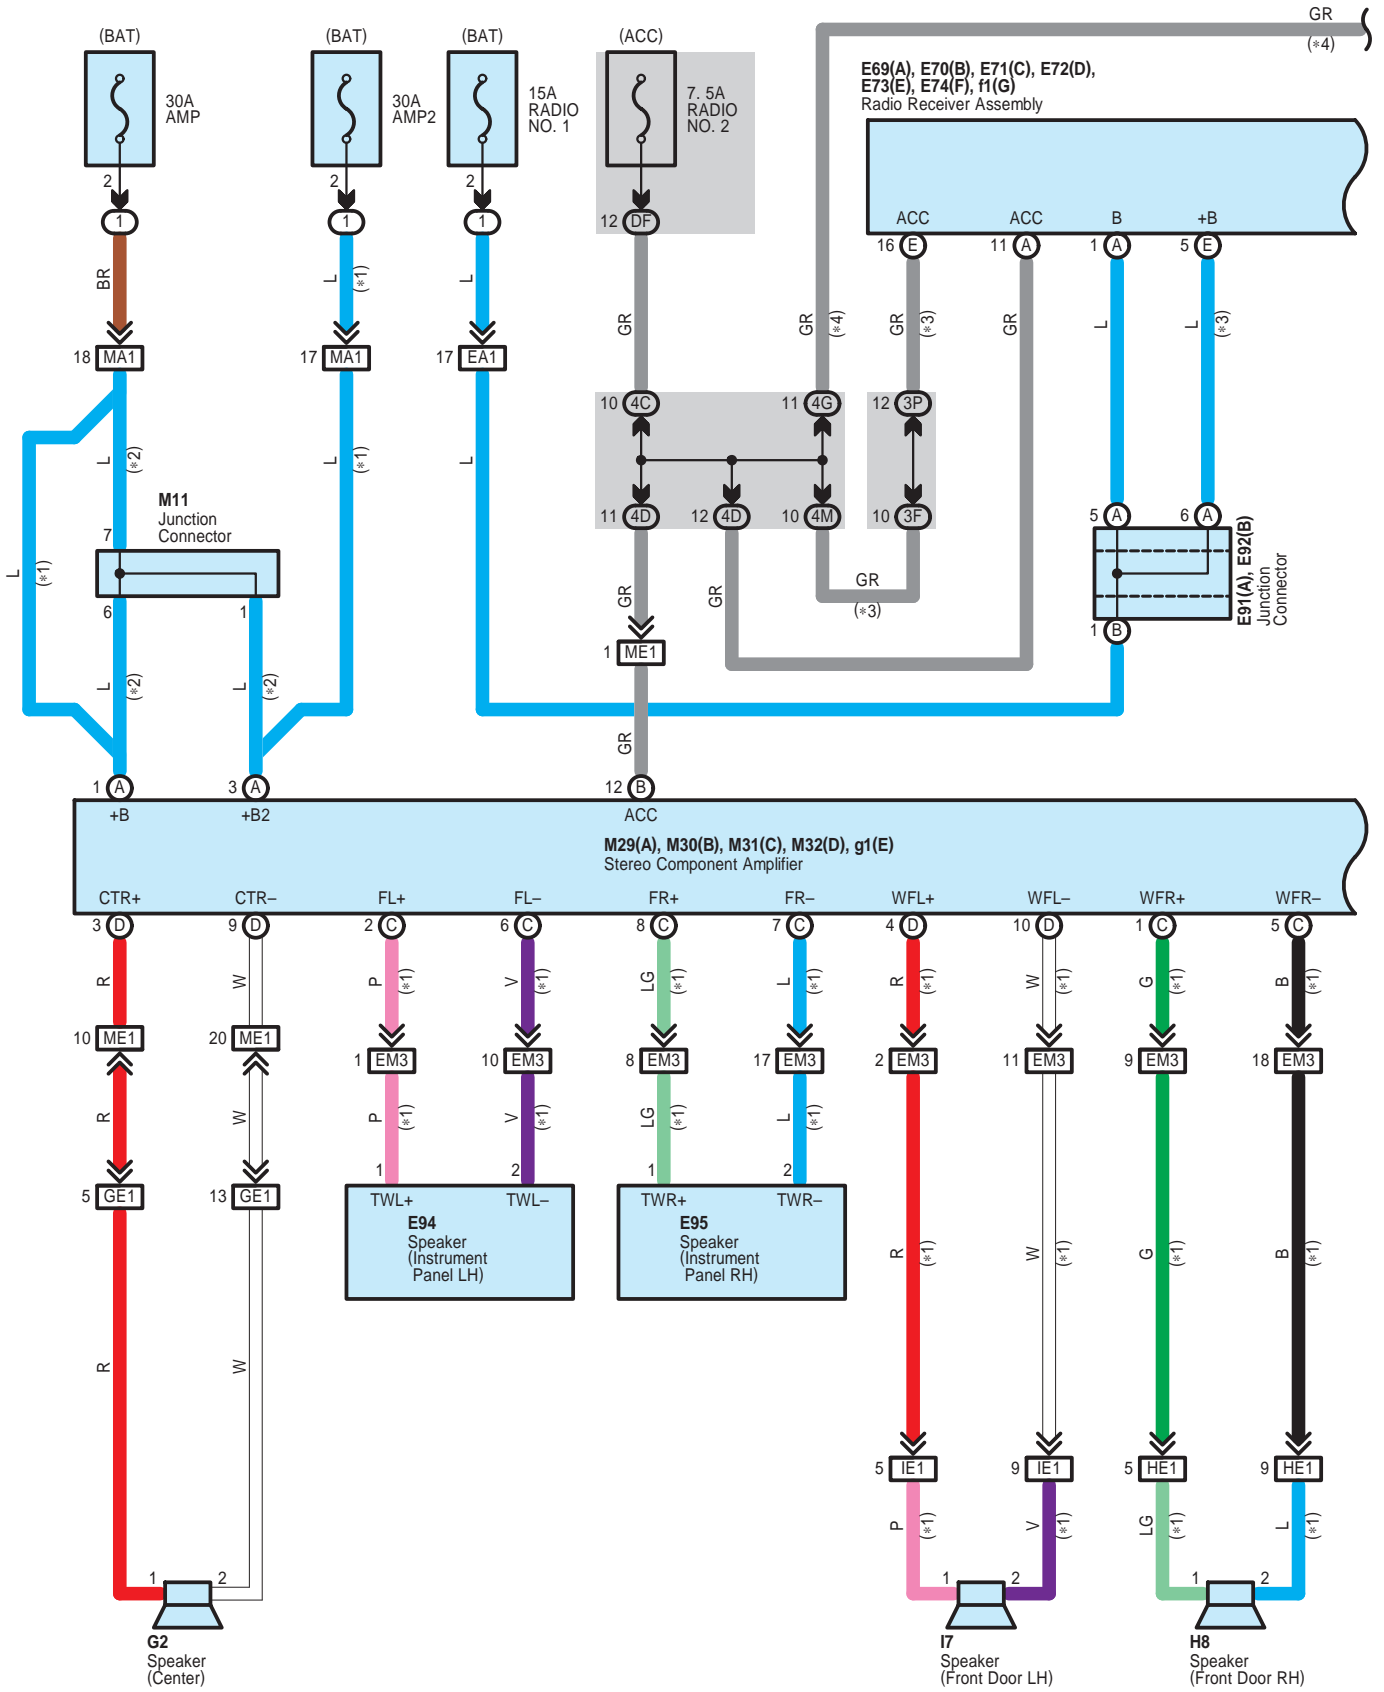 GR
(*4)
(BAT)
(BAT)
(BAT)
(ACC)
30A
AMP
30A
AMP2
15A
RADIO
NO. 1
7. 5A
RADIO
NO. 2
E69(A), E70(B), E71(C), E72(D),
E73(E), E74(F), f1(G)
Radio Receiver Assembly
2
2
2
1
1
1
12 DF
ACC
ACC
B
+B
16 E
11 A
1 A
5 E
BR
L
(*1)
L
GR
GR
(*4)
GR
(*3)
GR
L
L
(*3)
18 MA1
17 MA1
17 EA1
10 4C
11 4G
12 3P
L
(*2)
L
(*1)
L
M11
Junction
Connector
7
11 4D
12 4D
10 4M
10 3F
5 A
6 A
L
(*1)
6
1
GR
GR
GR
(*3)
E91(A), E92(B)
Junction
Connector
1 B
1 ME1
L
(*2)
L
(*2)
GR
1 A
3 A
12 B
+B
+B2
ACC
M29(A), M30(B), M31(C), M32(D), g1(E)
Stereo Component Amplifier
CTR+
CTR–
FL+
FL–
FR+
FR–
WFL+
WFL–
WFR+
WFR–
3 D
9 D
2 C
6 C
8 C
7 C
4 D
10 D
1 C
5 C
R
W
P
(*1)
V
(*1)
LG
(*1)
L
(*1)
R
(*1)
W
(*1)
G
(*1)
B
(*1)
10 ME1
20 ME1
1 EM3
10 EM3
8 EM3
17 EM3
2 EM3
11 EM3
9 EM3
18 EM3
R
W
P
(*1)
V
(*1)
LG
(*1)
L
(*1)
1
2
1
2
5 GE1
13 GE1
TWL+
TWL–
TWR+
TWR–
E94
Speaker
(Instrument
Panel LH)
E95
Speaker
(Instrument
Panel RH)
R
(*1)
W
(*1)
G
(*1)
B
(*1)
R
W
5 IE1
9 IE1
5 HE1
9 HE1
P
(*1)
V
(*1)
LG
(*1)
L
(*1)
1
2
1
2
1
2
G2
Speaker
(Center)
I7
Speaker
(Front Door LH)
H8
Speaker
(Front Door RH)